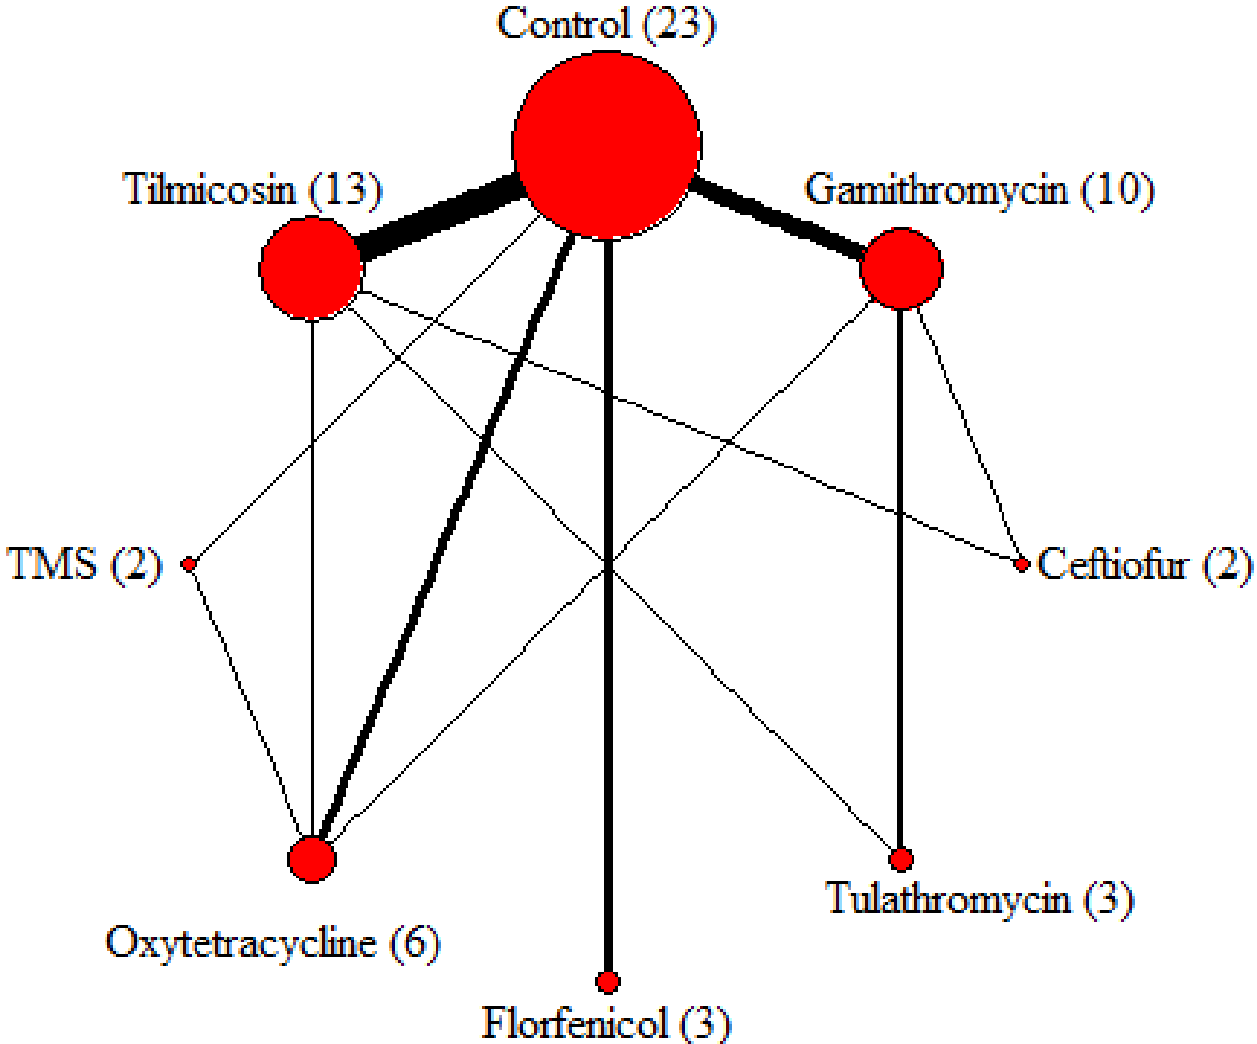 Control (23)
Tilmicosin (13)
Gamithromycin (10)
TMS (2)
Ceftiofur (2)
Tulathromycin (3)
Oxytetracycline (6)
Florfenicol (3)